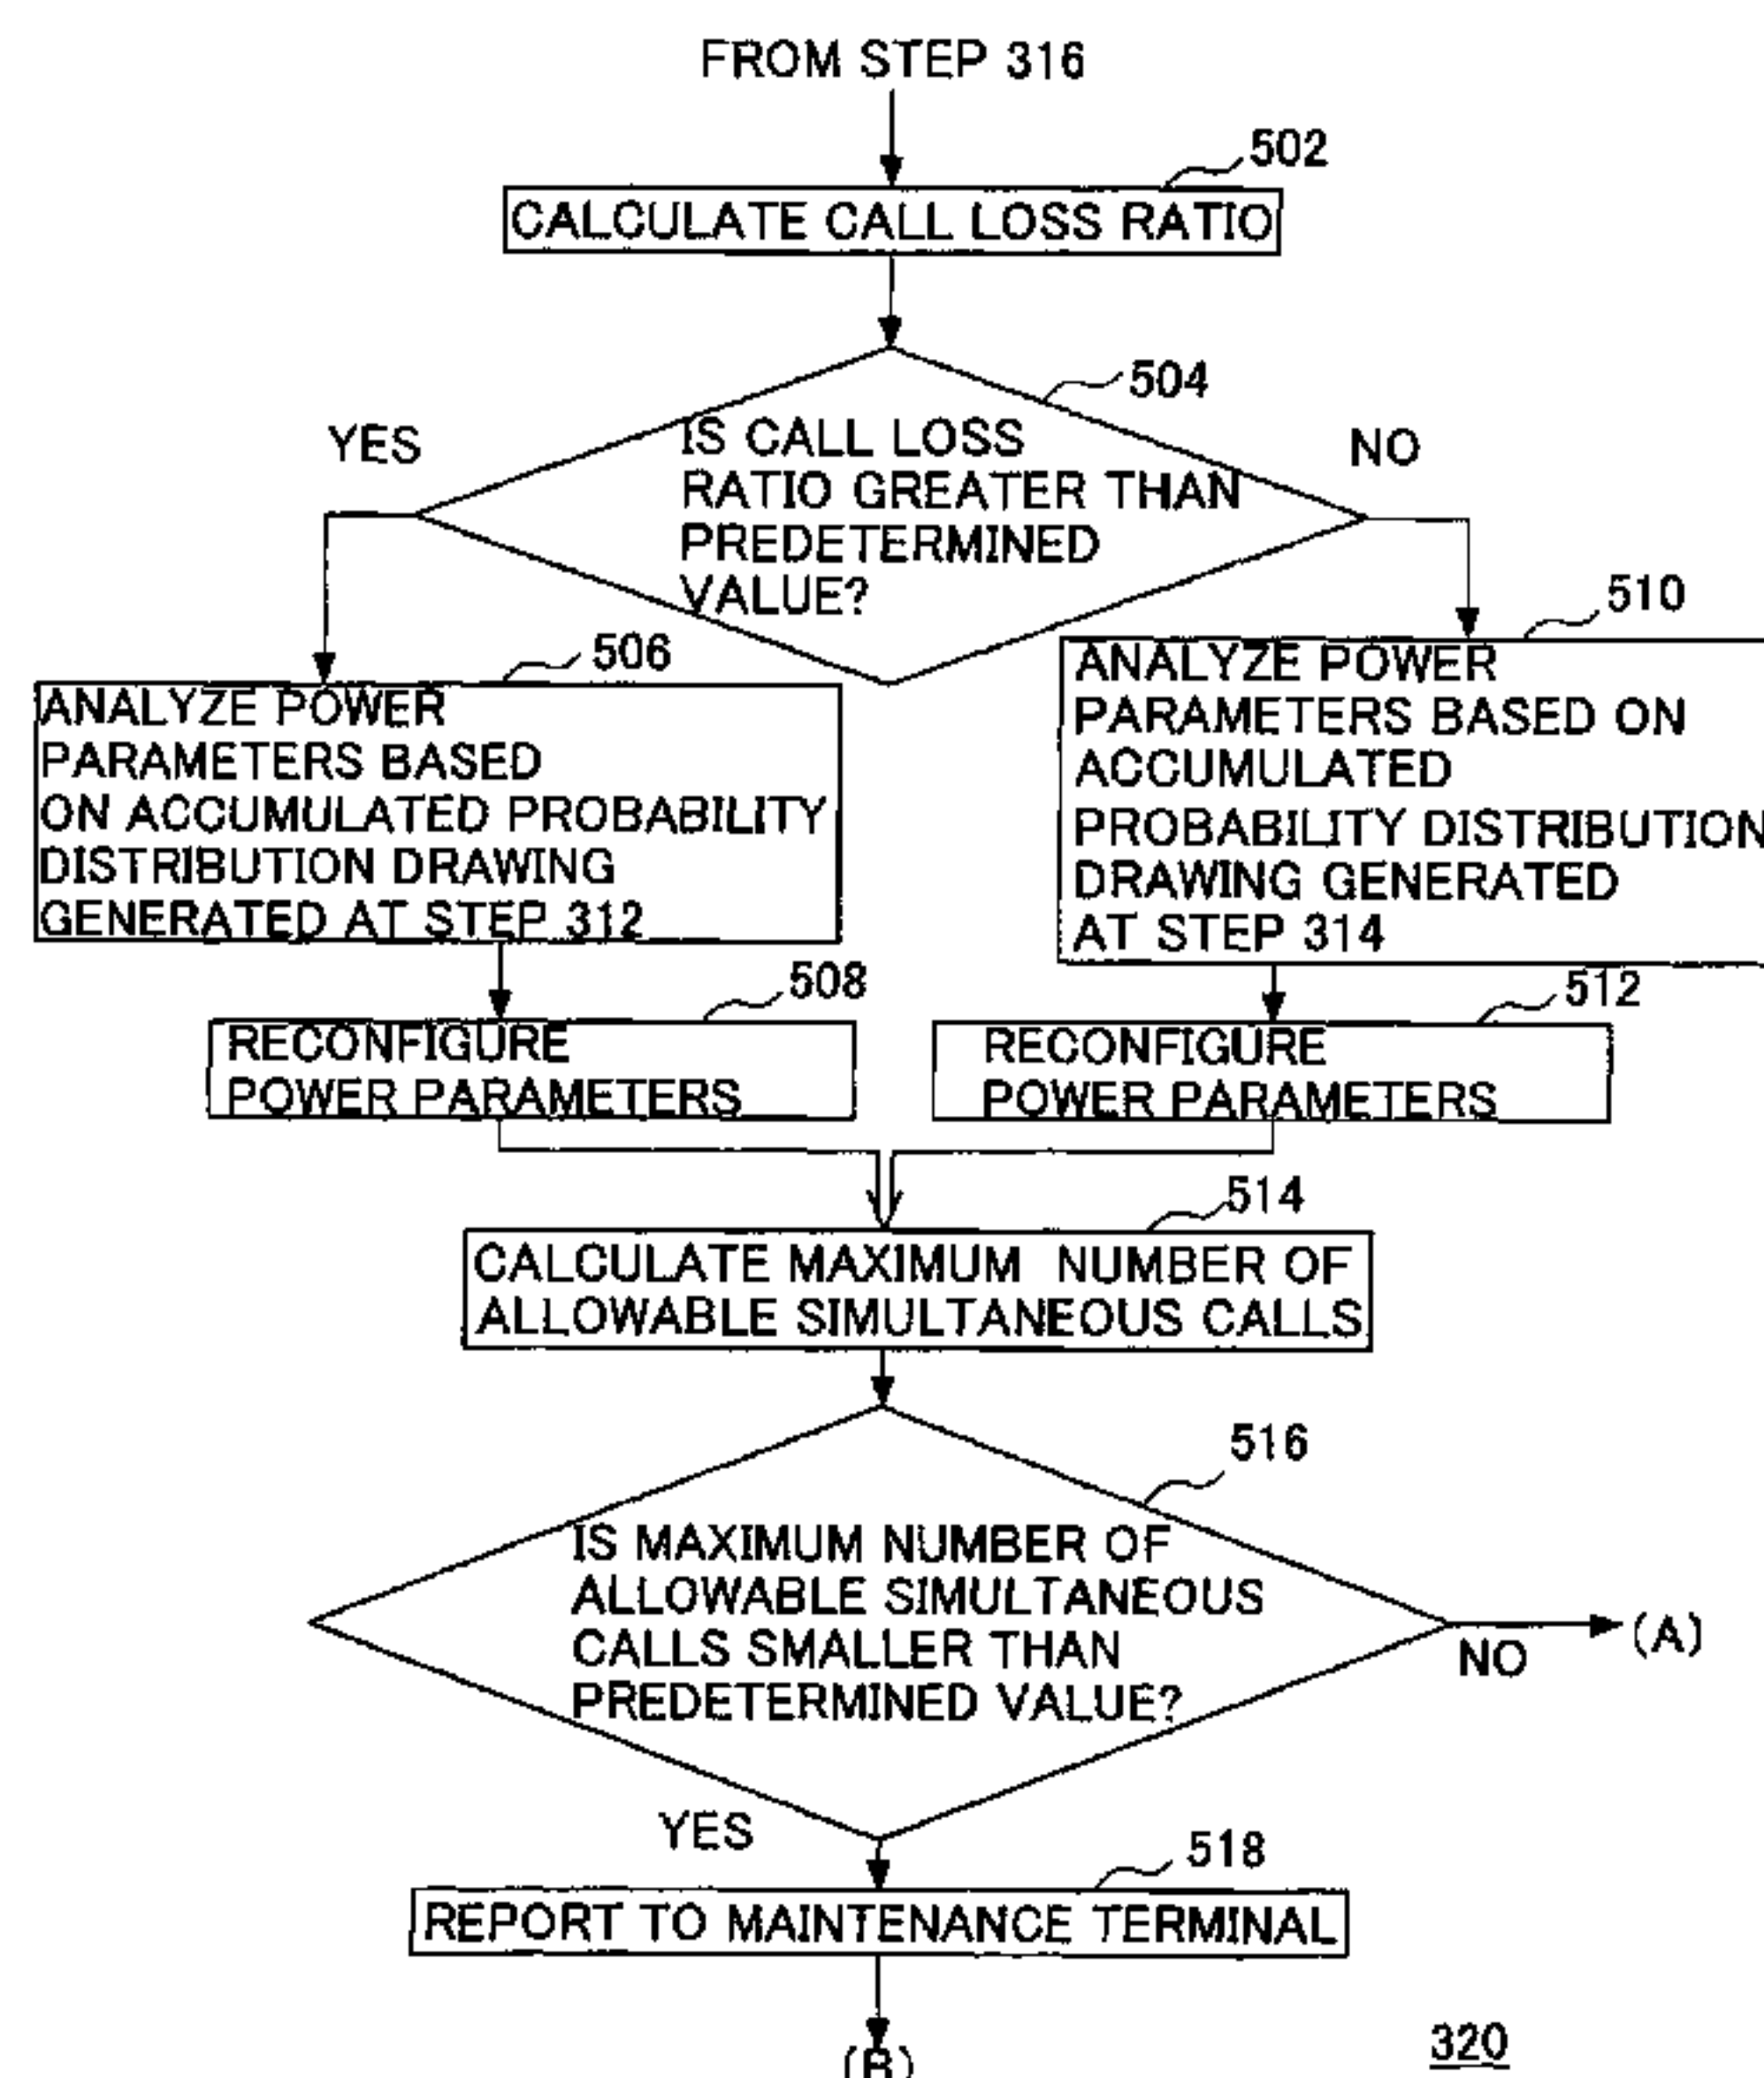 FROM STEP 316
502
CALCULATE CALL LOSS RATIO
504
YES
NO
IS CALL LOSS
RATIO GREATER THAN
PREDETERMINED
VALUE?
506
510
ANALYZE POWER
PARAMETERS BASED
ON ACCUMULATED PROBABILITY
DISTRIBUTION DRAWING
GENERATED AT STEP 312
ANALYZE POWER
PARAMETERS BASED ON
ACCUMULATED
PROBABILITY DISTRIBUTION
DRAWING GENERATED
AT STEP 314
508
512
RECONFIGURE
POWER PARAMETERS
RECONFIGURE
POWER PARAMETERS
514
CALCULATE MAXIMUM NUMBER OF
ALLOWABLE SIMULTANEOUS CALLS
516
IS MAXIMUM NUMBER OF
ALLOWABLE SIMULTANEOUS
CALLS SMALLER THAN
PREDETERMINED VALUE?
(A)
NO
YES
518
REPORT TO MAINTENANCE TERMINAL
(B)
320